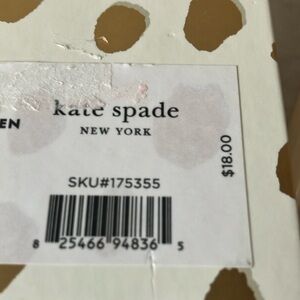 EN
kate spade
NEW YORK
SKU#175355
$18.00
8 25466 94836 5